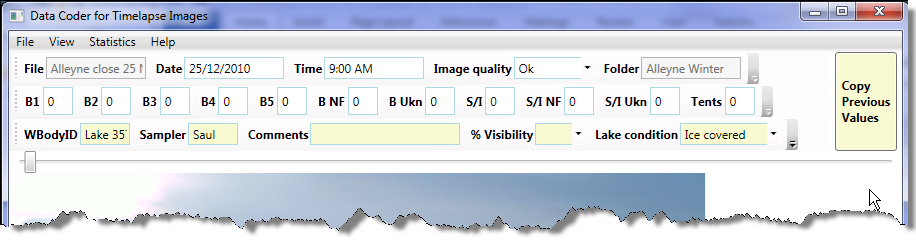 Data Coder for Timelapse Images
File View Statistics Help
File Alleyne close 25 Date 25/12/2010 Time 9:00 AM Image quality Ok Folder Alleyne Winter
B1 0 B2 0 B3 0 B4 0 B5 0 B NF 0 B Ukn 0 S/I 0 S/I NF 0 S/I Ukn 0 Tents 0
WBodyID Lake 35 Sampler Saul Comments % Visibility Lake condition Ice covered
Copy
Previous
Values